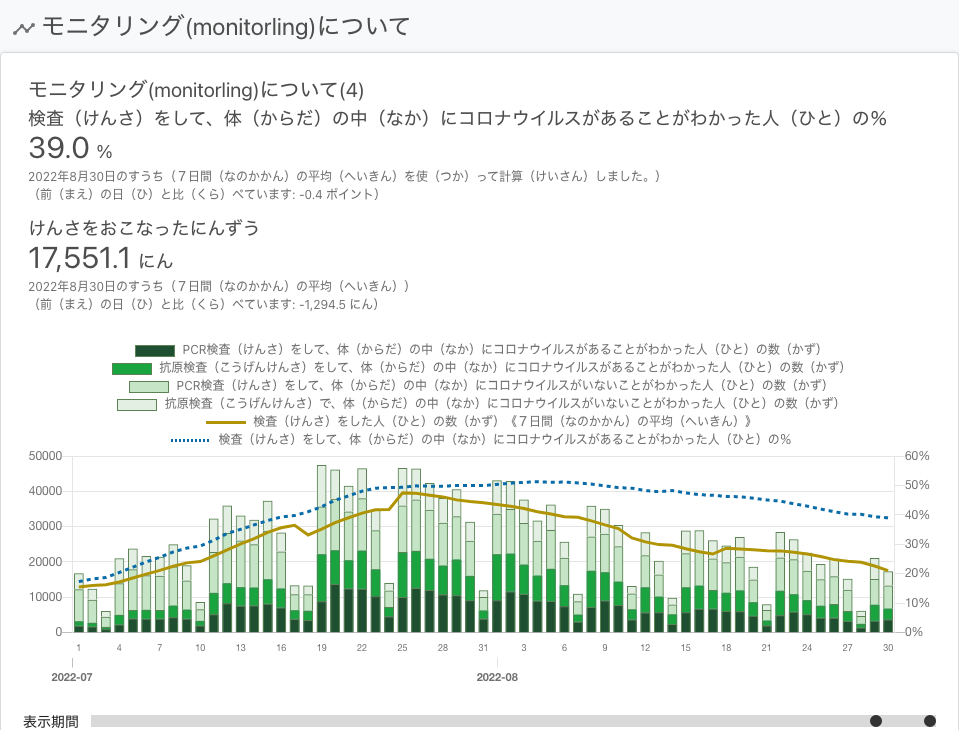 モニタリング(monitorling)について
モニタリング(monitorling)について(4)
検査（けんさ）をして、体（からだ）の中（なか）にコロナウイルスがあることがわかった人（ひと）の%
39.0 %
2022年8月30日のすうち（７日間（なのかかん）の平均（へいきん）を使（つか）って計算（けいさん）しました。）
（前（まえ）の日（ひ）と比（くら）べています: -0.4 ポイント）
けんさをおこなったにんずう
17,551.1 にん
2022年8月30日のすうち（７日間（なのかかん）の平均（へいきん））
（前（まえ）の日（ひ）と比（くら）べています: -1,294.5 にん）
PCR検査（けんさ）をして、体（からだ）の中（なか）にコロナウイルスがあることがわかった人（ひと）の数（かず）
抗原検査（こうげんけんさ）をして、体（からだ）の中（なか）にコロナウイルスがあることがわかった人（ひと）の数（かず）
PCR検査（けんさ）をして、体（からだ）の中（なか）にコロナウイルスがいないことがわかった人（ひと）の数（かず）
抗原検査（こうげんけんさ）で、体（からだ）の中（なか）にコロナウイルスがいないことがわかった人（ひと）の数（かず）
検査（けんさ）をした人（ひと）の数（かず）《７日間（なのかかん）の平均（へいきん）》
検査（けんさ）をして、体（からだ）の中（なか）にコロナウイルスがあることがわかった人（ひと）の%
50000 60%
40000 50%
30000 40%
20000 30%
10000 20%
0 10%
0%
1 4 7 10 13 16 19 22 25 28 31 3 6 9 12 15 18 21 24 27 30
2022-07 2022-08
表示期間